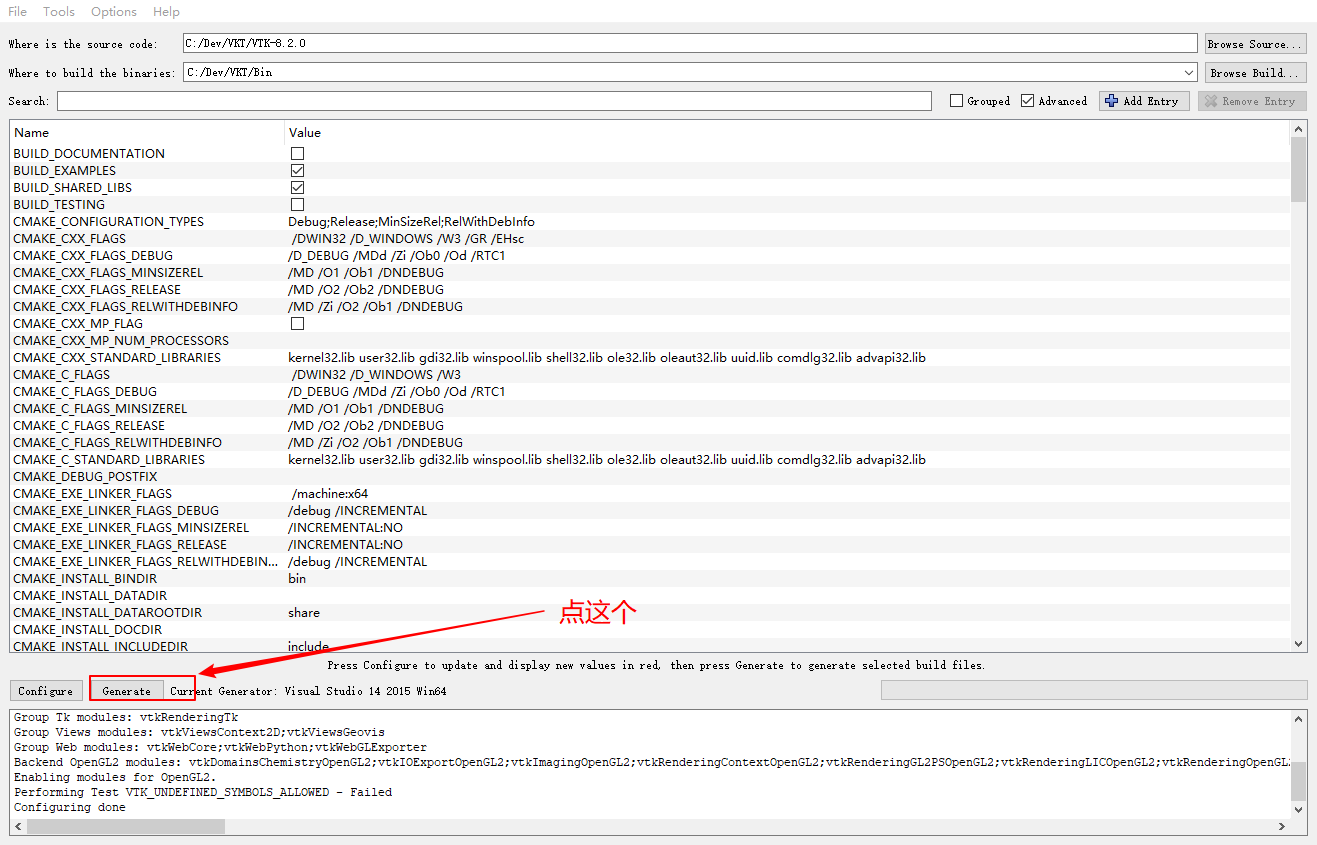 File Tools Options Help
Where is the source code: C:/Dev/VKT/VTK-8.2.0 Browse Source...
Where to build the binaries: C:/Dev/VKT/Bin Browse Build...
Search: Grouped Advanced Add Entry Remove Entry
Name Value
BUILD_DOCUMENTATION
BUILD_EXAMPLES
BUILD_SHARED_LIBS
BUILD_TESTING
CMAKE_CONFIGURATION_TYPES Debug;Release;MinSizeRel;RelWithDebInfo
CMAKE_CXX_FLAGS /DWIN32 /D_WINDOWS /W3 /GR /EHsc
CMAKE_CXX_FLAGS_DEBUG /D_DEBUG /MDd /Zi /Ob0 /Od /RTC1
CMAKE_CXX_FLAGS_MINSIZEREL /MD /O1 /Ob1 /DNDEBUG
CMAKE_CXX_FLAGS_RELEASE /MD /O2 /Ob2 /DNDEBUG
CMAKE_CXX_FLAGS_RELWITHDEBINFO /MD /Zi /O2 /Ob1 /DNDEBUG
CMAKE_CXX_MP_FLAG
CMAKE_CXX_MP_NUM_PROCESSORS
CMAKE_CXX_STANDARD_LIBRARIES kernel32.lib user32.lib gdi32.lib winspool.lib shell32.lib ole32.lib oleaut32.lib uuid.lib comdlg32.lib advapi32.lib
CMAKE_C_FLAGS /DWIN32 /D_WINDOWS /W3
CMAKE_C_FLAGS_DEBUG /D_DEBUG /MDd /Zi /Ob0 /Od /RTC1
CMAKE_C_FLAGS_MINSIZEREL /MD /O1 /Ob1 /DNDEBUG
CMAKE_C_FLAGS_RELEASE /MD /O2 /Ob2 /DNDEBUG
CMAKE_C_FLAGS_RELWITHDEBINFO /MD /Zi /O2 /Ob1 /DNDEBUG
CMAKE_C_STANDARD_LIBRARIES kernel32.lib user32.lib gdi32.lib winspool.lib shell32.lib ole32.lib oleaut32.lib uuid.lib comdlg32.lib advapi32.lib
CMAKE_DEBUG_POSTFIX
CMAKE_EXE_LINKER_FLAGS /machine:x64
CMAKE_EXE_LINKER_FLAGS_DEBUG /debug /INCREMENTAL
CMAKE_EXE_LINKER_FLAGS_MINSIZEREL /INCREMENTAL:NO
CMAKE_EXE_LINKER_FLAGS_RELEASE /INCREMENTAL:NO
CMAKE_EXE_LINKER_FLAGS_RELWITHDEBIN... /debug /INCREMENTAL
CMAKE_INSTALL_BINDIR bin
CMAKE_INSTALL_DATADIR
CMAKE_INSTALL_DATAROOTDIR share
点这个
CMAKE_INSTALL_DOCDIR
CMAKE_INSTALL_INCLUDEDIR include
Press Configure to update and display new values in red, then press Generate to generate selected build files.
Configure Generate Current Generator: Visual Studio 14 2015 Win64
Group Tk modules: vtkRenderingTk
Group Views modules: vtkViewsContext2D;vtkViewsGeovis
Group Web modules: vtkWebCore;vtkWebPython;vtkWebGLExporter
Backend OpenGL2 modules: vtkDomainsChemistryOpenGL2;vtkIOExportOpenGL2;vtkImagingOpenGL2;vtkRenderingContextOpenGL2;vtkRenderingGL2PSOpenGL2;vtkRenderingLICOpenGL2;vtkRenderingOpenGL2
Enabling modules for OpenGL2.
Performing Test VTK_UNDEFINED_SYMBOLS_ALLOWED - Failed
Configuring done